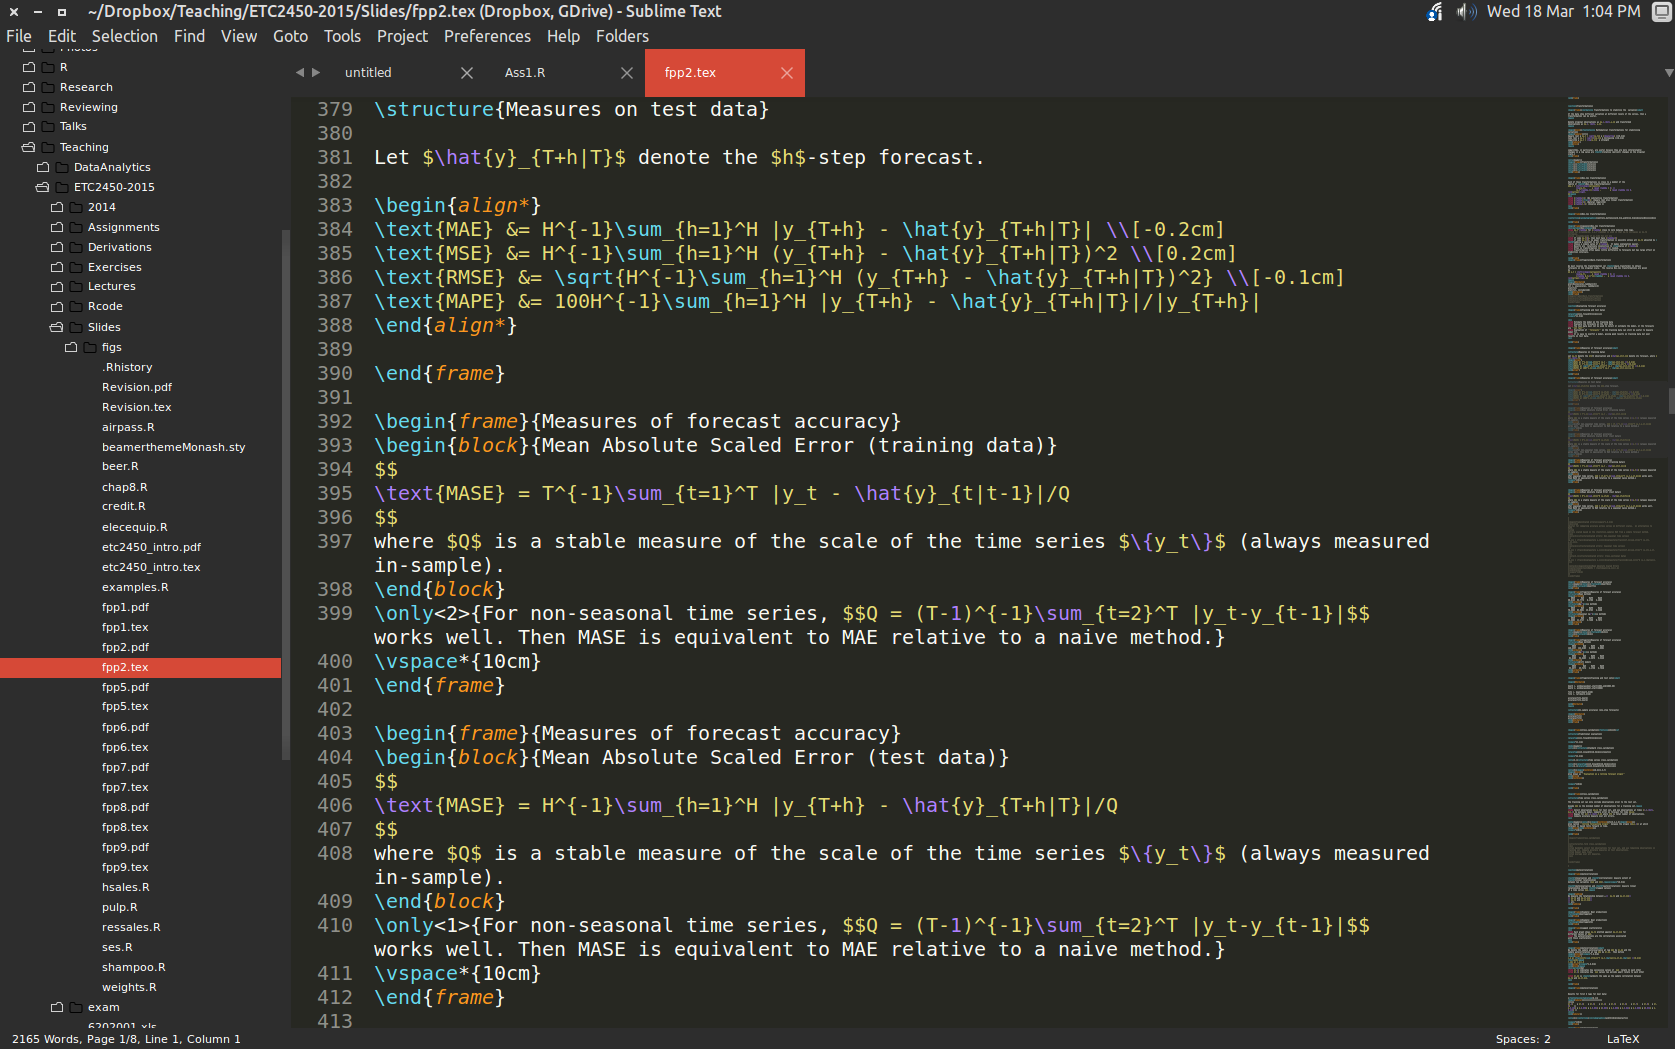 ~/Dropbox/Teaching/ETC2450-2015/Slides/fpp2.tex (Dropbox, GDrive) - Sublime Text
Wed 18 Mar 1:04 PM
File Edit Selection Find View Goto Tools Project Preferences Help Folders
Photos
R
Research
Reviewing
Talks
Teaching
DataAnalytics
ETC2450-2015
2014
Assignments
Derivations
Exercises
Lectures
Rcode
Slides
figs
.Rhistory
Revision.pdf
Revision.tex
airpass.R
beamerthemeMonash.sty
beer.R
chap8.R
credit.R
elecequip.R
etc2450_intro.pdf
etc2450_intro.tex
examples.R
fpp1.pdf
fpp1.tex
fpp2.pdf
fpp2.tex
fpp5.pdf
fpp5.tex
fpp6.pdf
fpp6.tex
fpp7.pdf
fpp7.tex
fpp8.pdf
fpp8.tex
fpp9.pdf
fpp9.tex
hsales.R
pulp.R
ressales.R
ses.R
shampoo.R
weights.R
exam
6202001.xls
untitled Ass1.R fpp2.tex
379 \structure{Measures on test data}
380
381 Let $\hat{y}_{T+h|T}$ denote the $h$-step forecast.
382
383 \begin{align*}
384 \text{MAE} &= H^{-1}\sum_{h=1}^H |y_{T+h} - \hat{y}_{T+h|T}| \\[-0.2cm]
385 \text{MSE} &= H^{-1}\sum_{h=1}^H (y_{T+h} - \hat{y}_{T+h|T})^2 \\[0.2cm]
386 \text{RMSE} &= \sqrt{H^{-1}\sum_{h=1}^H (y_{T+h} - \hat{y}_{T+h|T})^2} \\[-0.1cm]
387 \text{MAPE} &= 100H^{-1}\sum_{h=1}^H |y_{T+h} - \hat{y}_{T+h|T}|/|y_{T+h}|
388 \end{align*}
389
390 \end{frame}
391
392 \begin{frame}{Measures of forecast accuracy}
393 \begin{block}{Mean Absolute Scaled Error (training data)}
394 $$
395 \text{MASE} = T^{-1}\sum_{t=1}^T |y_t - \hat{y}_{t|t-1}|/Q
396 $$
397 where $Q$ is a stable measure of the scale of the time series $\{y_t\}$ (always measured
in-sample).
398 \end{block}
399 \only<2>{For non-seasonal time series, $$Q = (T-1)^{-1}\sum_{t=2}^T |y_t-y_{t-1}|$$
works well. Then MASE is equivalent to MAE relative to a naive method.}
400 \vspace*{10cm}
401 \end{frame}
402
403 \begin{frame}{Measures of forecast accuracy}
404 \begin{block}{Mean Absolute Scaled Error (test data)}
405 $$
406 \text{MASE} = H^{-1}\sum_{h=1}^H |y_{T+h} - \hat{y}_{T+h|T}|/Q
407 $$
408 where $Q$ is a stable measure of the scale of the time series $\{y_t\}$ (always measured
in-sample).
409 \end{block}
410 \only<1>{For non-seasonal time series, $$Q = (T-1)^{-1}\sum_{t=2}^T |y_t-y_{t-1}|$$
works well. Then MASE is equivalent to MAE relative to a naive method.}
411 \vspace*{10cm}
412 \end{frame}
413
2165 Words, Page 1/8, Line 1, Column 1
Spaces: 2 LaTeX